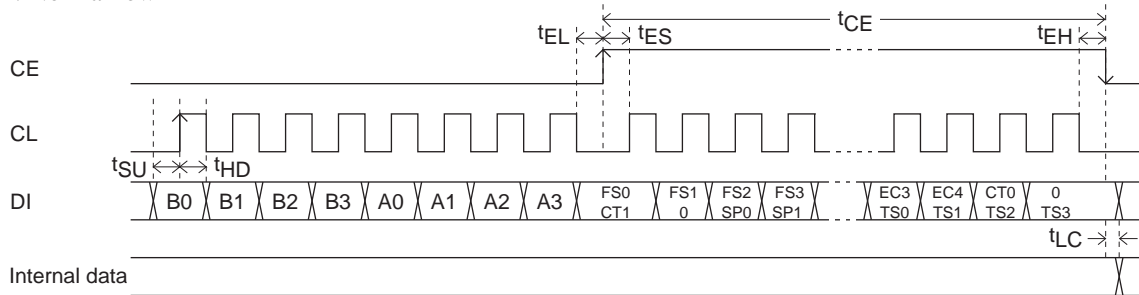 tCE
tEL tES tEH
CE
CL
tSU tHD
DI B0 B1 B2 B3 A0 A1 A2 A3 FS0 FS1 FS2 FS3 EC3 EC4 CT0 0
CT1 0 SP0 SP1 TS0 TS1 TS2 TS3
tLC
Internal data